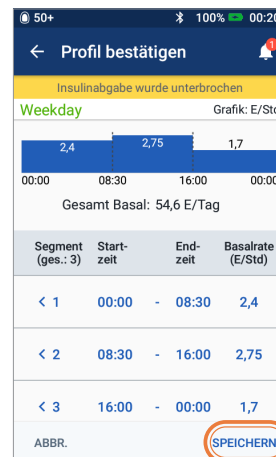 50+ 100% 00:20
Profil bestätigen 1
Insulinabgabe wurde unterbrochen
Weekday Grafik: E/Std
2,4 2,75 1,7
00:00 08:30 16:00 00:00
Gesamt Basal: 54,6 E/Tag
Segment Start- End- Basalrate
(ges.: 3) zeit zeit (E/Std)
< 1 00:00 - 08:30 2,4
< 2 08:30 - 16:00 2,75
< 3 16:00 - 00:00 1,7
ABBR. SPEICHERN